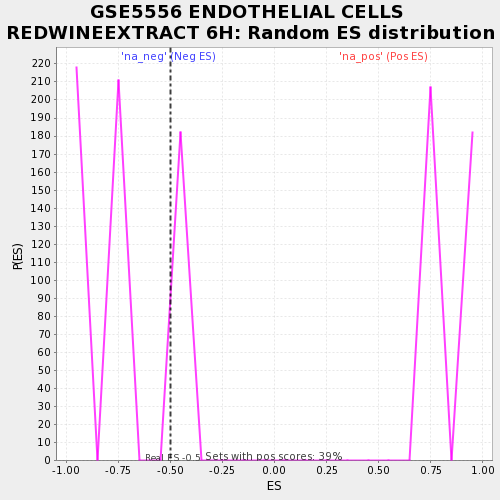 GSE5556 ENDOTHELIAL CELLS
REDWINEEXTRACT 6H: Random ES distribution
'na_neg' (Neg ES)
'na_pos' (Pos ES)
220
210
200
190
180
170
160
150
140
130
120
110
100
90
80
70
60
50
40
30
20
10
0
P(ES)
Real ES -0.5
Sets with pos scores: 39%
-1.00 -0.75 -0.50 -0.25 0.00 0.25 0.50 0.75 1.00
ES